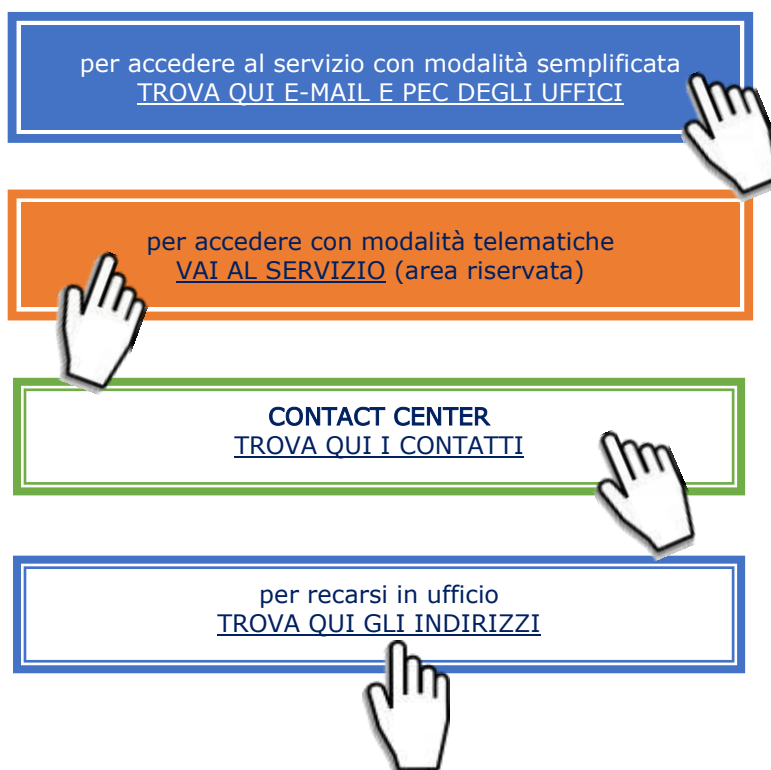 per accedere al servizio con modalità semplificata
TROVA QUI E-MAIL E PEC DEGLI UFFICI
per accedere con modalità telematiche
VAI AL SERVIZIO (area riservata)
CONTACT CENTER
TROVA QUI I CONTATTI
per recarsi in ufficio
TROVA QUI GLI INDIRIZZI